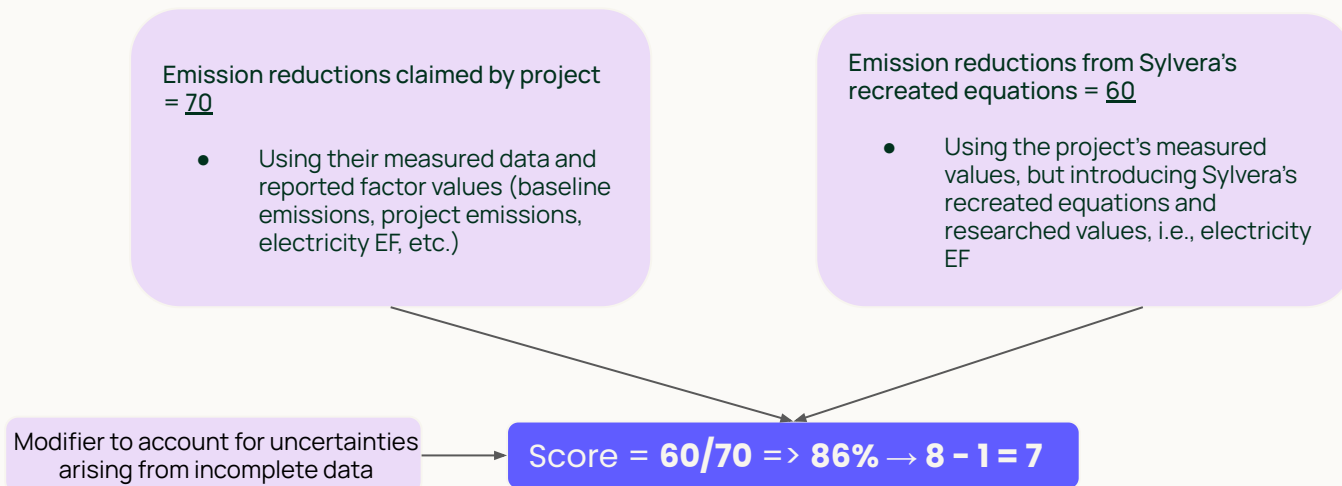 Emission reductions claimed by project
= 70
● Using their measured data and
reported factor values (baseline
emissions, project emissions,
electricity EF, etc.)
Emission reductions from Sylvera's
recreated equations = 60
● Using the project's measured
values, but introducing Sylvera's
recreated equations and
researched values, i.e., electricity
EF
Modifier to account for uncertainties
arising from incomplete data
Score = 60/70 => 86% → 8 - 1 = 7